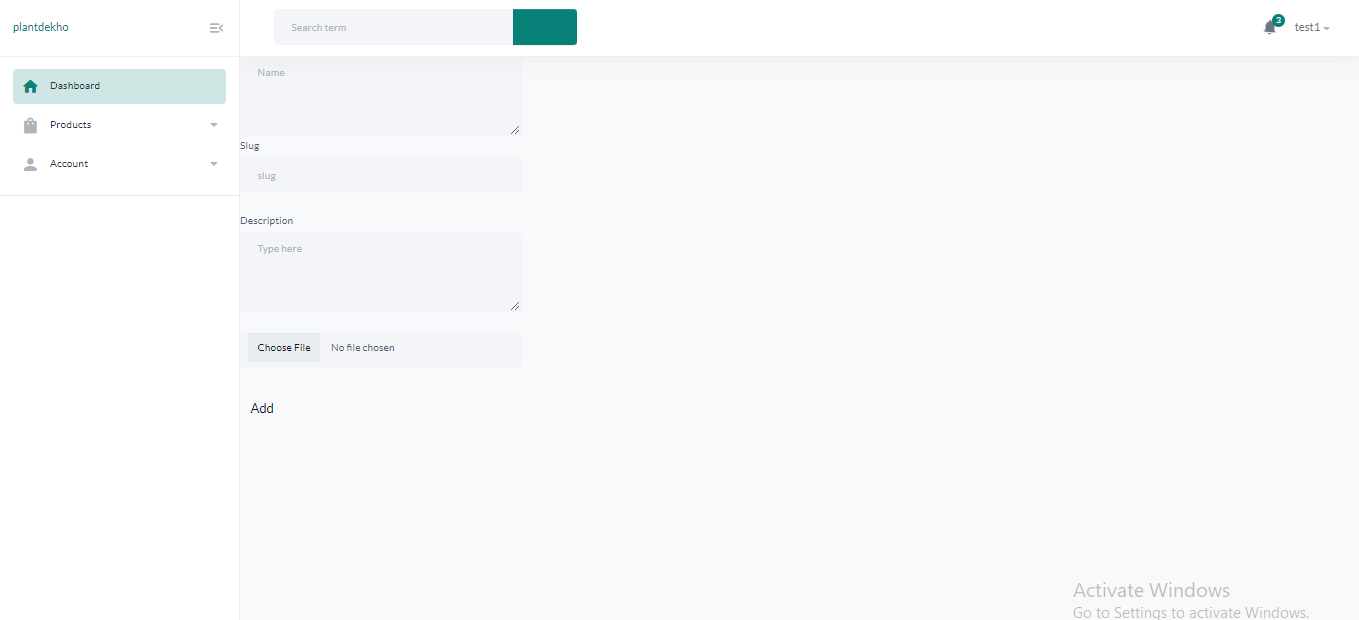 plantdekho
Search term
3
test1
Dashboard
Products
Account
Name
Slug
slug
Description
Type here
Choose File No file chosen
Add
Activate Windows
Go to Settings to activate Windows.